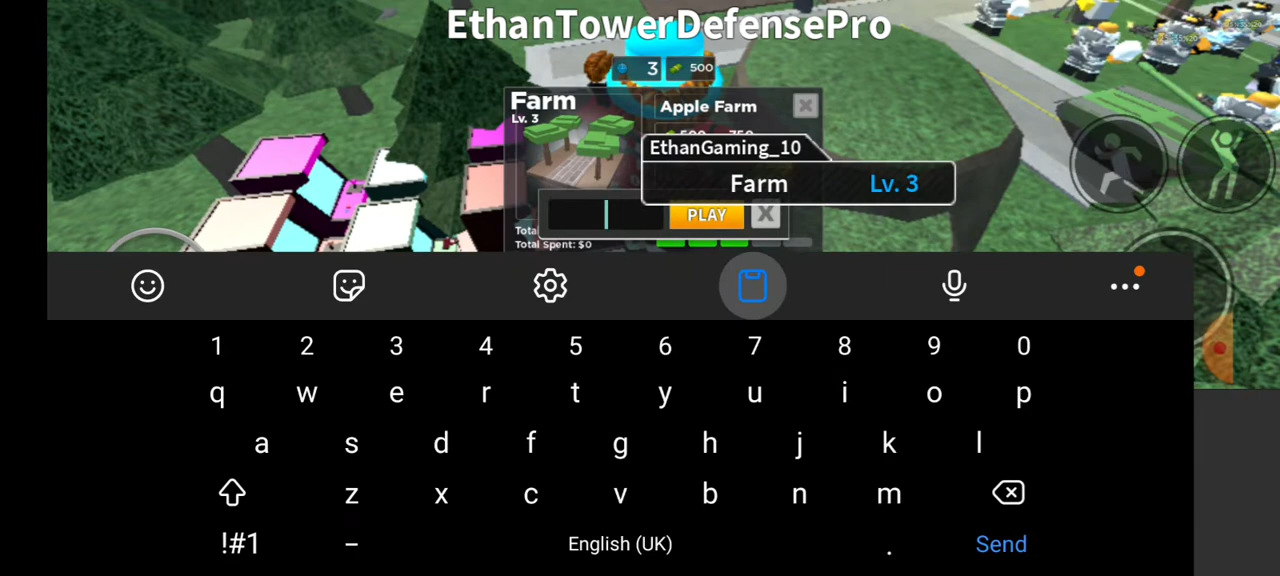 EthanTowerDefensePro
3 500
Farm
Lv. 3
Apple Farm
EthanGaming_10
Farm Lv. 3
PLAY X
Total Spent: $0
1 2 3 4 5 6 7 8 9 0
q w e r t y u i o p
a s d f g h j k l
z x c v b n m
!#1 – English (UK) . Send